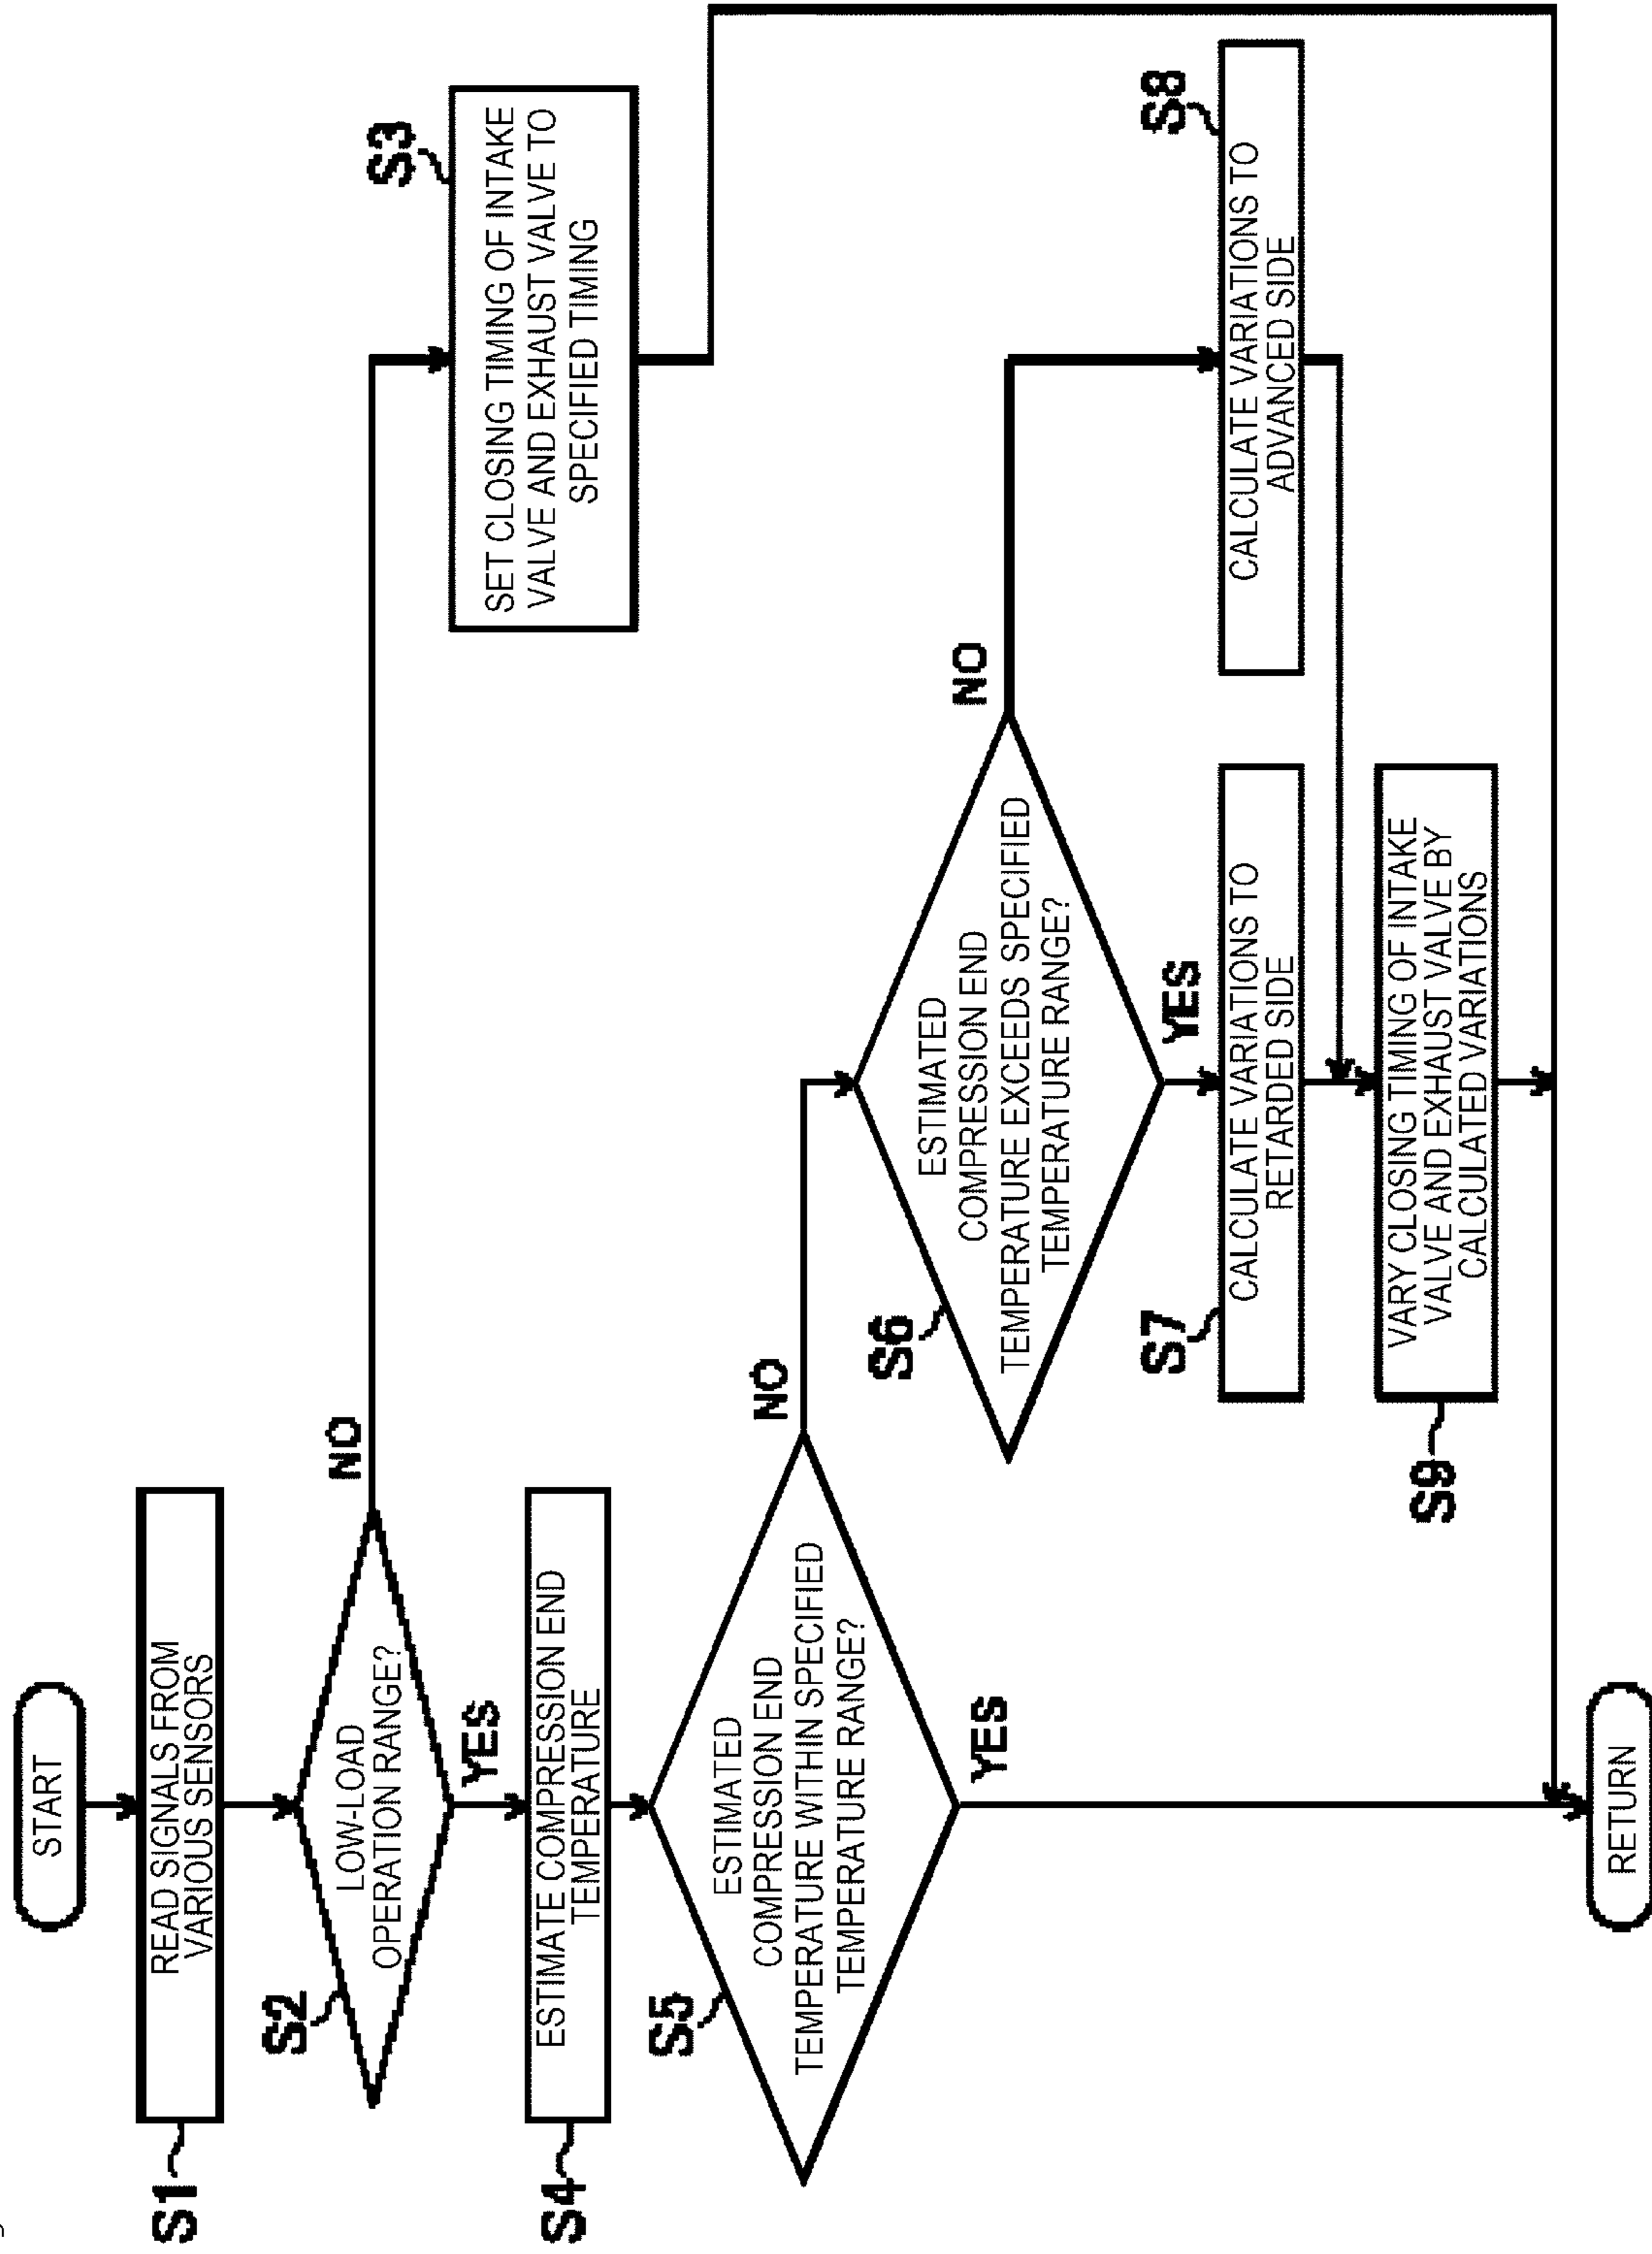 START
S1
READ SIGNALS FROM
VARIOUS SENSORS
S2
LOW-LOAD
OPERATION RANGE?
NO
YES
S3
SET CLOSING TIMING OF INTAKE
VALVE AND EXHAUST VALVE TO
SPECIFIED TIMING
S4
ESTIMATE COMPRESSION END
TEMPERATURE
S5
ESTIMATED
COMPRESSION END
TEMPERATURE WITHIN SPECIFIED
TEMPERATURE RANGE?
NO
YES
S6
ESTIMATED
COMPRESSION END
TEMPERATURE EXCEEDS SPECIFIED
TEMPERATURE RANGE?
NO
YES
S7
CALCULATE VARIATIONS TO
RETARDED SIDE
S8
CALCULATE VARIATIONS TO
ADVANCED SIDE
S9
VARY CLOSING TIMING OF INTAKE
VALVE AND EXHAUST VALVE BY
CALCULATED VARIATIONS
RETURN